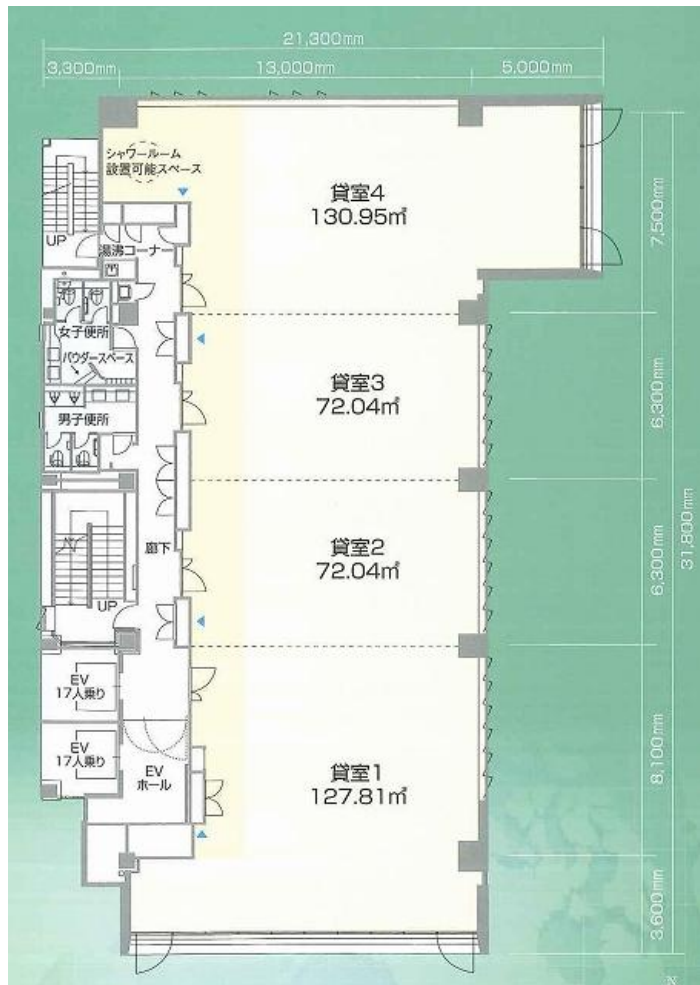 21,300mm
3,300mm
13,000mm
5,000mm
シャワールーム
設置可能スペース
貸室4
130.95㎡
7,500mm
UP
湯沸コーナー
女子便所
パウダースペース
貸室3
72.04㎡
6,300mm
男子便所
31,800mm
廊下
貸室2
72.04㎡
6,300mm
UP
EV
17人乗り
EV
17人乗り
EV
ホール
貸室1
127.81㎡
8,100mm
3,600mm